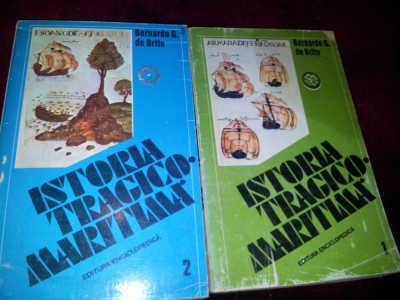 Bernardo G.
de Brito
ISTORIA
TRAGICO-
MARITIMĂ
EDITURA ENCICLOPEDICĂ
2
Bernardo G.
de Brito
ISTORIA
TRAGICO-
MARITIMĂ
EDITURA ENCICLOPEDICĂ
1